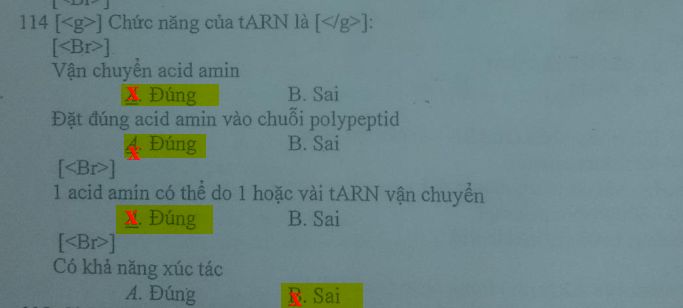 114 [<g>] Chức năng của tARN là [</g>]:
[<Br>]
Vận chuyển acid amin
X. Đúng B. Sai
Đặt đúng acid amin vào chuỗi polypeptid
A. Đúng B. Sai
X
[<Br>]
1 acid amin có thể do 1 hoặc vài tARN vận chuyển
X. Đúng B. Sai
[<Br>]
Có khả năng xúc tác
A. Đúng B. Sai
X